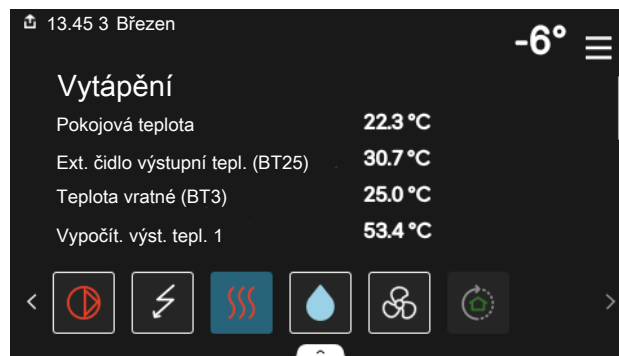 13.45 3 Březen
-6°
Vytápění
Pokojová teplota 22.3 °C
Ext. čidlo výstupní tepl. (BT25) 30.7 °C
Teplota vratné (BT3) 25.0 °C
Vypočít. výst. tepl. 1 53.4 °C